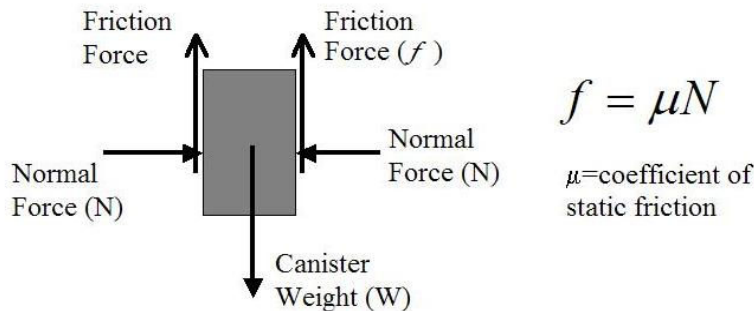 Friction
Force
Friction
Force (f)
Normal
Force (N)
Normal
Force (N)
Canister
Weight (W)
f = μN
μ=coefficient of
static friction